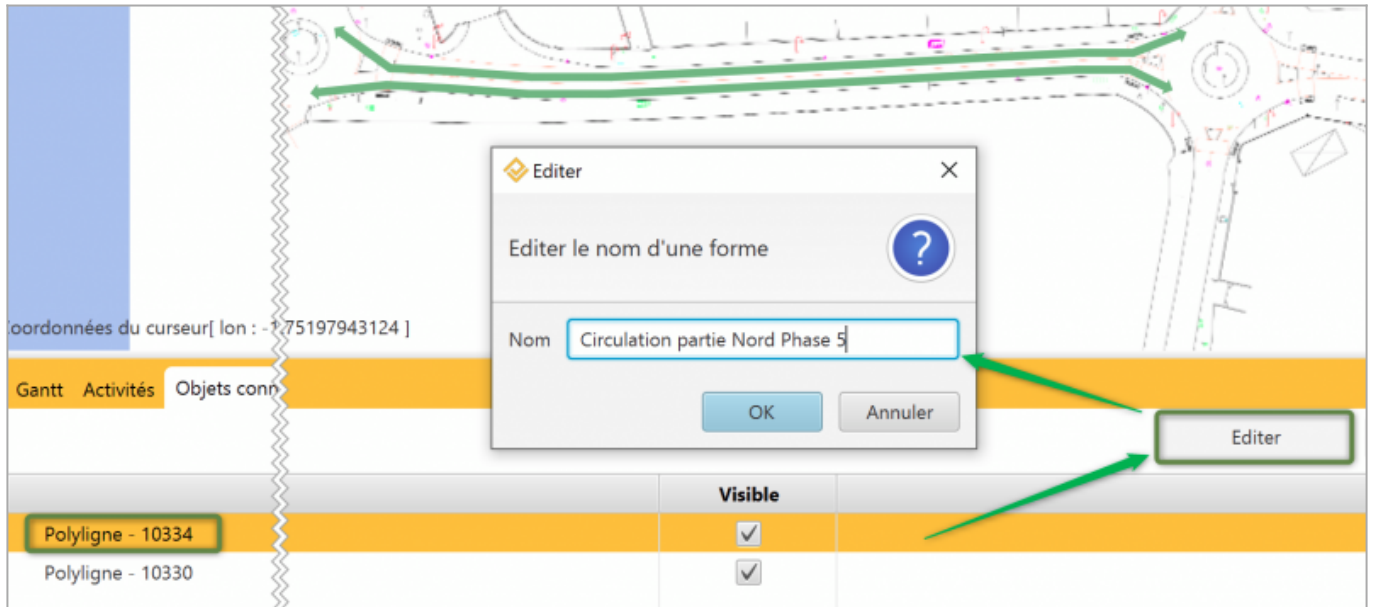 Editer
Editer le nom d'une forme
Coordonnées du curseur[ lon : -1.75197943124 ]
Nom Circulation partie Nord Phase 5
OK Annuler
Gantt Activités Objets conn
Editer
Visible
Polyligne - 10334
Polyligne - 10330